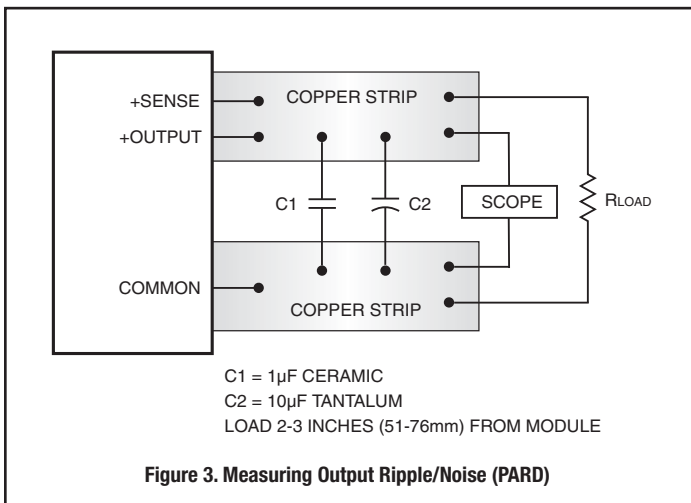 +SENSE
COPPER STRIP
+OUTPUT
C1
C2
SCOPE
RLOAD
COMMON
COPPER STRIP
C1 = 1µF CERAMIC
C2 = 10µF TANTALUM
LOAD 2-3 INCHES (51-76mm) FROM MODULE
Figure 3. Measuring Output Ripple/Noise (PARD)